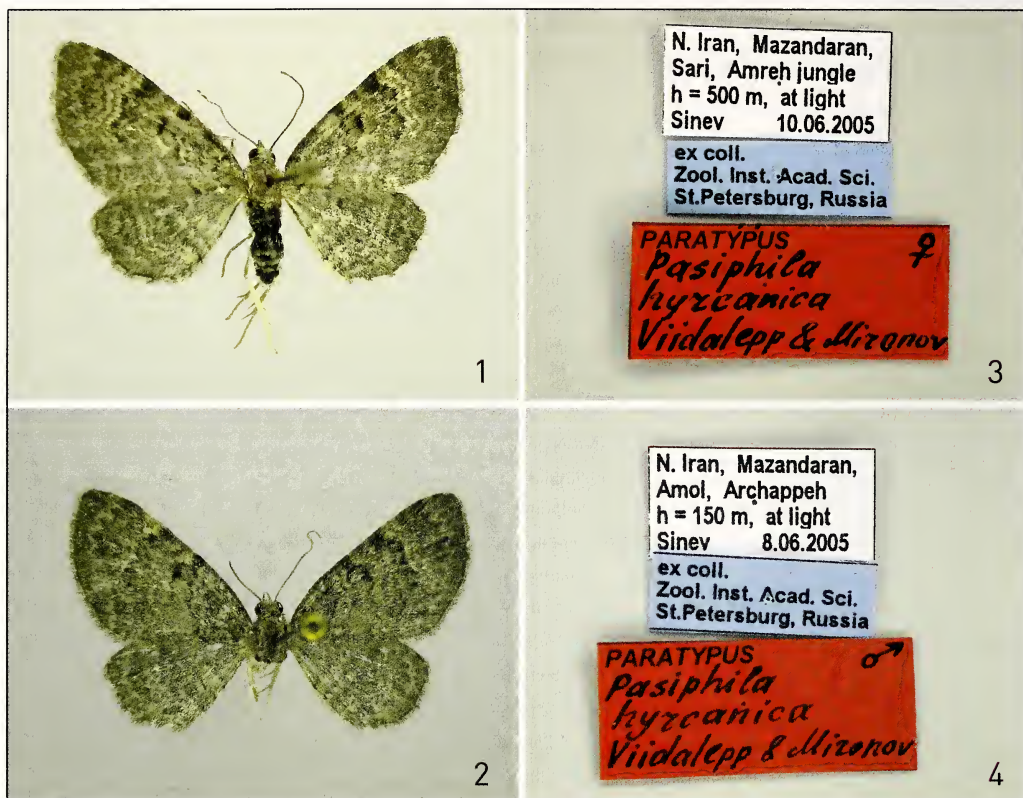 1
N. Iran, Mazandaran,
Sari, Amreh jungle
h = 500 m, at light
Sinev 10.06.2005
ex coll.
Zool. Inst. Acad. Sci.
St.Petersburg, Russia
PARATYPUS ♀
Pasiphila
hyrcanica
Viidalepp & Mironov
3
2
N. Iran, Mazandaran,
Amol, Archappeh
h = 150 m, at light
Sinev 8.06.2005
ex coll.
Zool. Inst. Acad. Sci.
St.Petersburg, Russia
PARATYPUS ♂
Pasiphila
hyrcanica
Viidalepp & Mironov
4